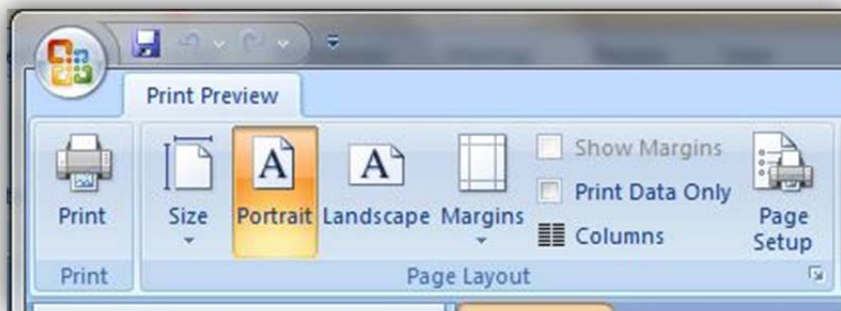 Print Preview
Show Margins
Print Data Only
Print
Size
Portrait
Landscape
Margins
Columns
Page
Setup
Print
Page Layout